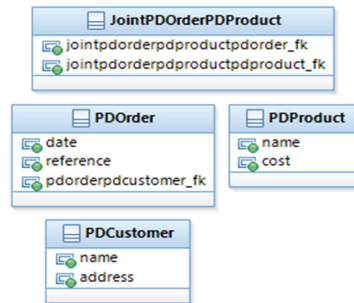 JointPDOrderPDProduct
jointpdorderpdproductpdorder_fk
jointpdorderpdproductpdproduct_fk
PDOrder
date
reference
pdorderpdcustomer_fk
PDProduct
name
cost
PDCustomer
name
address